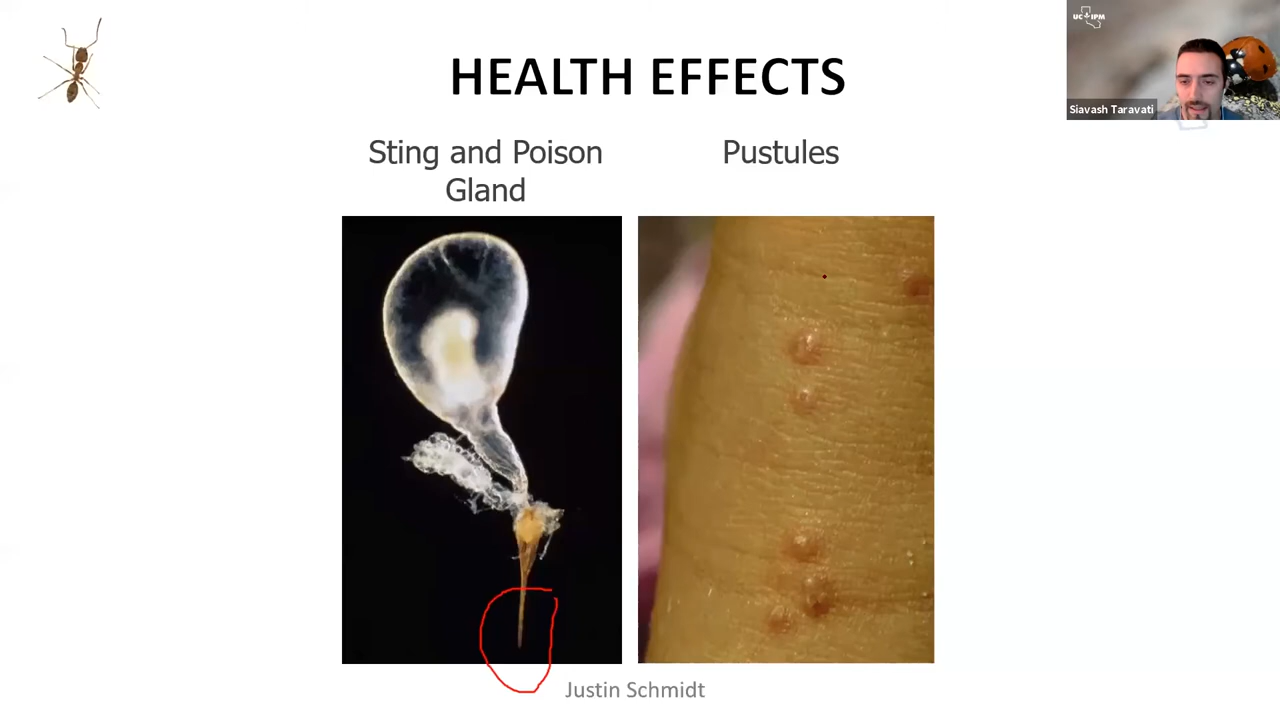 HEALTH EFFECTS
UC IPM
Siavash Taravati
Sting and Poison
Gland
Pustules
Justin Schmidt